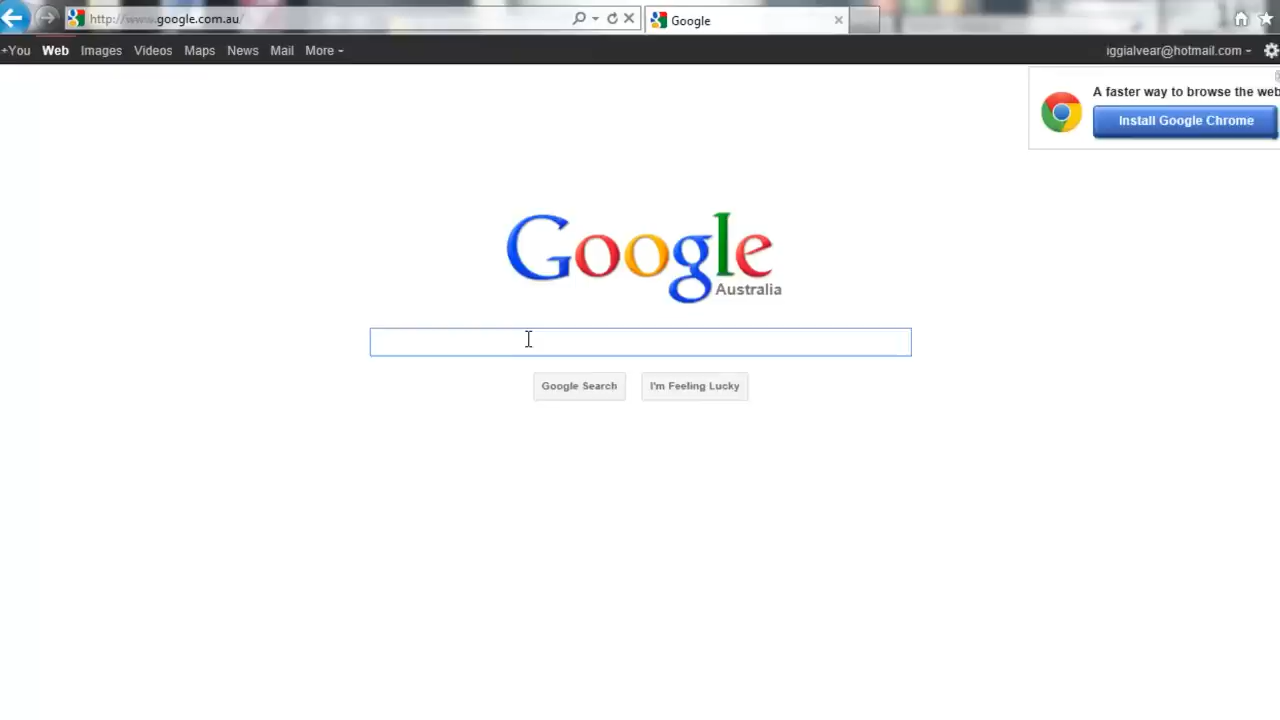 http://www.google.com.au/
Google
+You Web Images Videos Maps News Mail More
iggialvear@hotmail.com
A faster way to browse the web
Install Google Chrome
Google
Australia
Google Search I'm Feeling Lucky